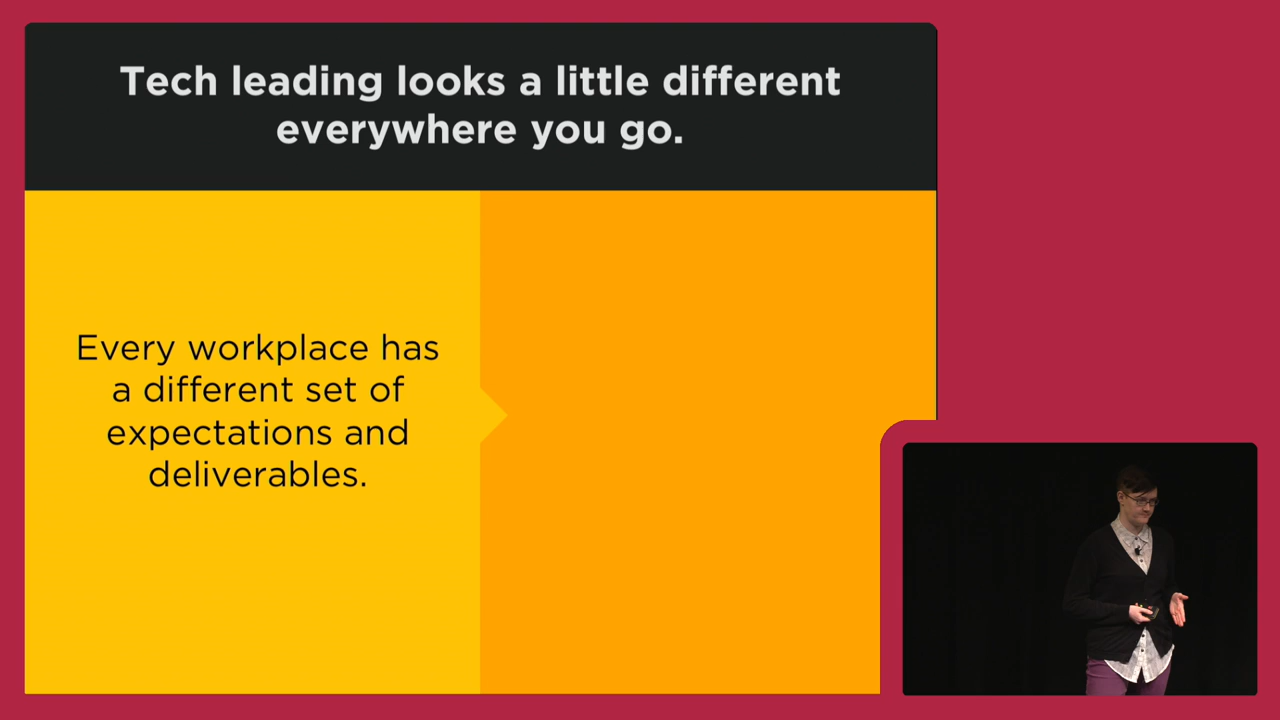 Tech leading looks a little different
everywhere you go.
Every workplace has
a different set of
expectations and
deliverables.